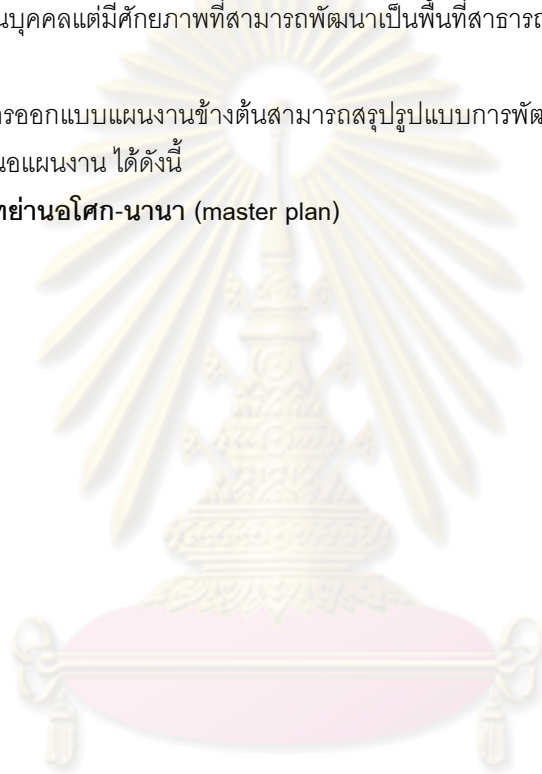 นบุคคลแต่มีศักยภาพที่สามารถพัฒนาเป็นพื้นที่สาธารณ
รออกแบบแผนงานข้างต้นสามารถสรุปรูปแบบการพัฒ
นอแผนงาน ได้ดังนี้
ทย่านอโศก-นานา (master plan)